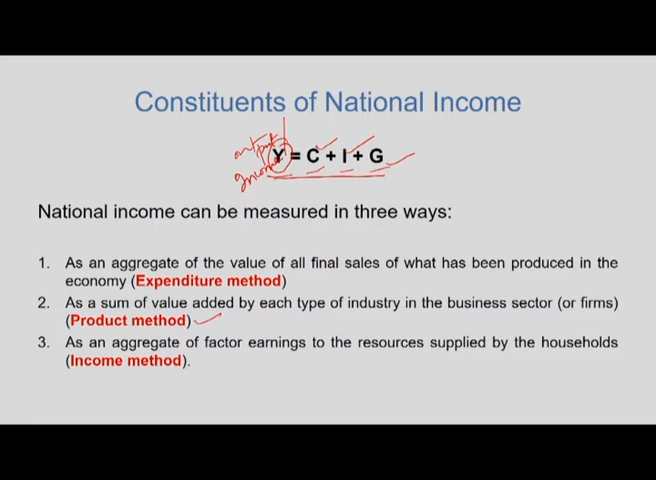 Constituents of National Income
output
Y = C + I + G
Income
National income can be measured in three ways:
1. As an aggregate of the value of all final sales of what has been produced in the
economy (Expenditure method)
2. As a sum of value added by each type of industry in the business sector (or firms)
(Product method)
3. As an aggregate of factor earnings to the resources supplied by the households
(Income method).